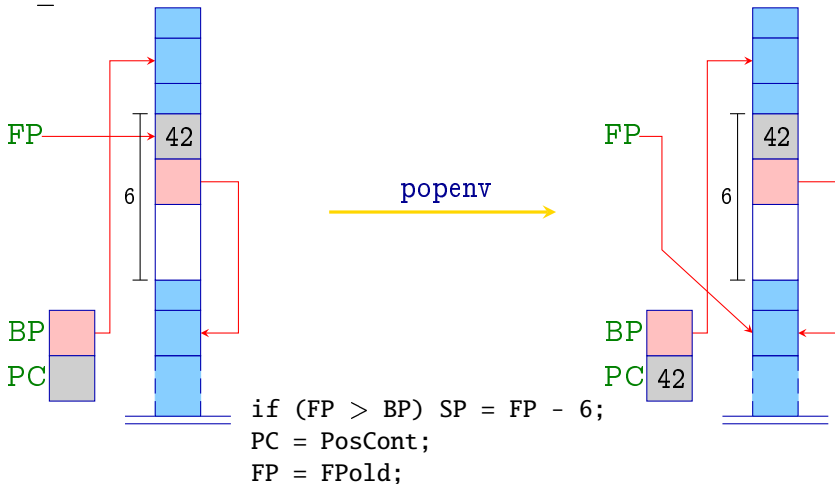 42
42
FP
FP
6
6
popenv
BP
BP
PC
PC
42
if (FP > BP) SP = FP - 6;
PC = PosCont;
FP = FPold;